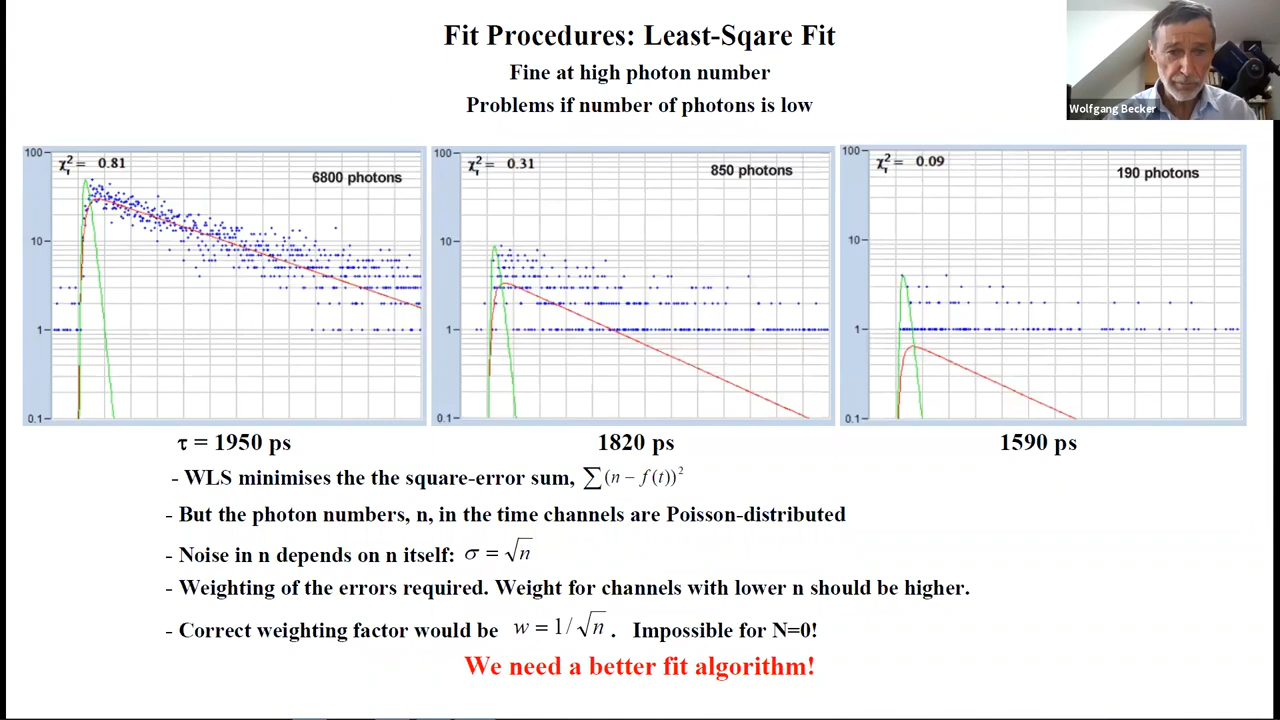 Fit Procedures: Least-Sqare Fit
Fine at high photon number
Problems if number of photons is low
Wolfgang Becker
100
10
1
0.1
χ²r = 0.81
6800 photons
100
10
1
0.1
χ²r = 0.31
850 photons
100
10
1
0.1
χ²r = 0.09
190 photons
τ = 1950 ps
1820 ps
1590 ps
- WLS minimises the the square-error sum, ∑(n − f(t))²
- But the photon numbers, n, in the time channels are Poisson-distributed
- Noise in n depends on n itself: σ = √n
- Weighting of the errors required. Weight for channels with lower n should be higher.
- Correct weighting factor would be w = 1/√n . Impossible for N=0!
We need a better fit algorithm!